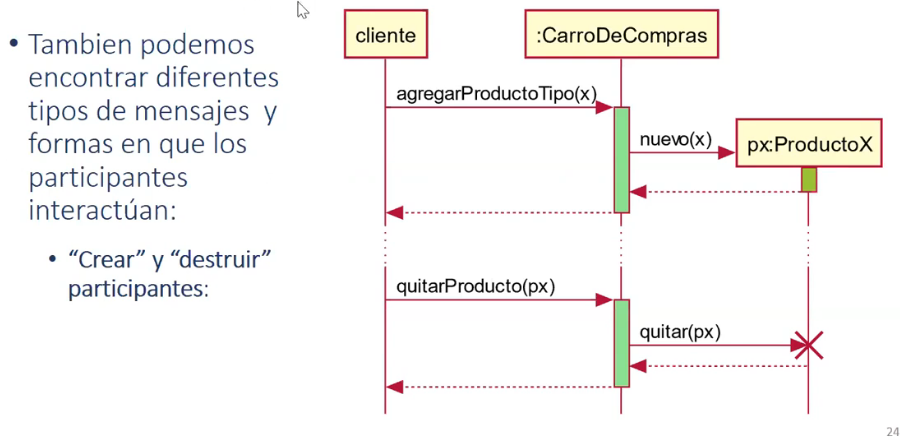 • Tambien podemos
encontrar diferentes
tipos de mensajes y
formas en que los
participantes
interactúan:
• “Crear” y “destruir”
participantes:
cliente
:CarroDeCompras
agregarProductoTipo(x)
nuevo(x)
px:ProductoX
quitarProducto(px)
quitar(px)
24